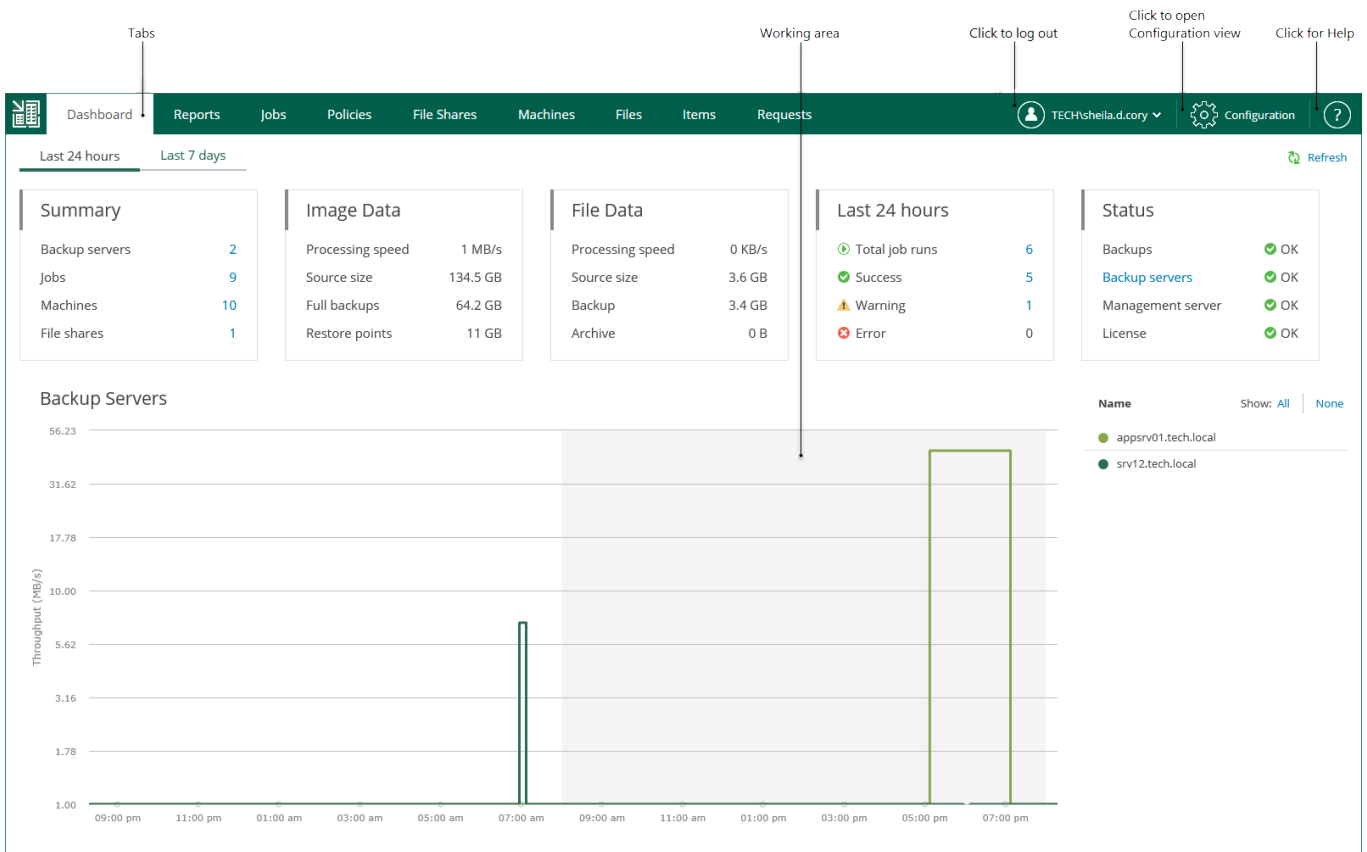 Tabs
Working area
Click to log out
Click to open
Configuration view
Click for Help
Dashboard
Reports
Jobs
Policies
File Shares
Machines
Files
Items
Requests
TECH\sheila.d.cory
Configuration
?
Last 24 hours
Last 7 days
Refresh
Summary
Backup servers 2
Jobs 9
Machines 10
File shares 1
Image Data
Processing speed 1 MB/s
Source size 134.5 GB
Full backups 64.2 GB
Restore points 11 GB
File Data
Processing speed 0 KB/s
Source size 3.6 GB
Backup 3.4 GB
Archive 0 B
Last 24 hours
Total job runs 6
Success 5
Warning 1
Error 0
Status
Backups OK
Backup servers OK
Management server OK
License OK
Backup Servers
Throughput (MB/s)
56.23
31.62
17.78
10.00
5.62
3.16
1.78
1.00
09:00 pm
11:00 pm
01:00 am
03:00 am
05:00 am
07:00 am
09:00 am
11:00 am
01:00 pm
03:00 pm
05:00 pm
07:00 pm
Name
Show: All None
appsrv01.tech.local
srv12.tech.local